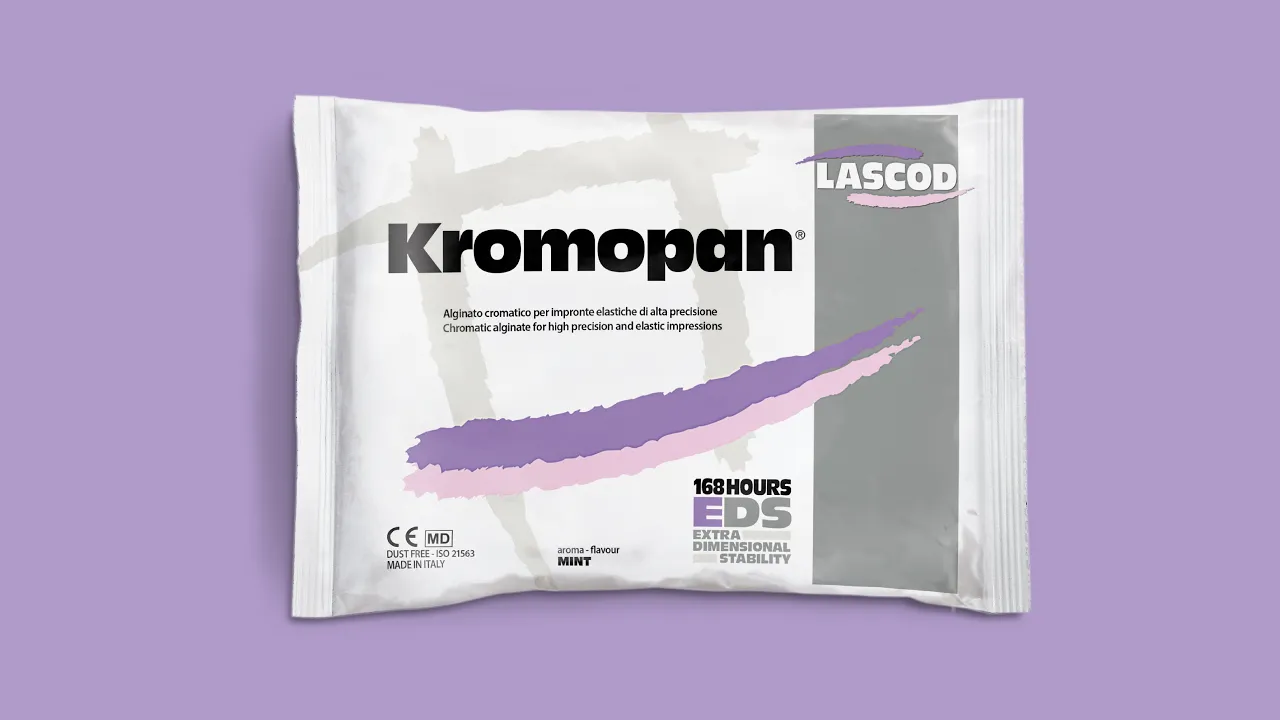 LASCOD
Kromopan®
Alginato cromatico per impronte elastiche di alta precisione
Chromatic alginate for high precision and elastic impressions
168 HOURS
EDS
EXTRA
DIMENSIONAL
STABILITY
CE MD
DUST FREE - ISO 21563
MADE IN ITALY
aroma - flavour
MINT